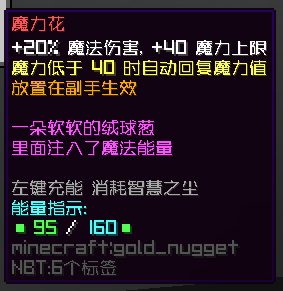 魔力花
+20% 魔法伤害, +40 魔力上限
魔力低于 40 时自动回复魔力值
放置在副手生效
一朵软软的绒球葱
里面注入了魔法能量
左键充能 消耗智慧之尘
能量指示:
▪ 95 / 160 ▪
minecraft:gold_nugget
NBT:6个标签